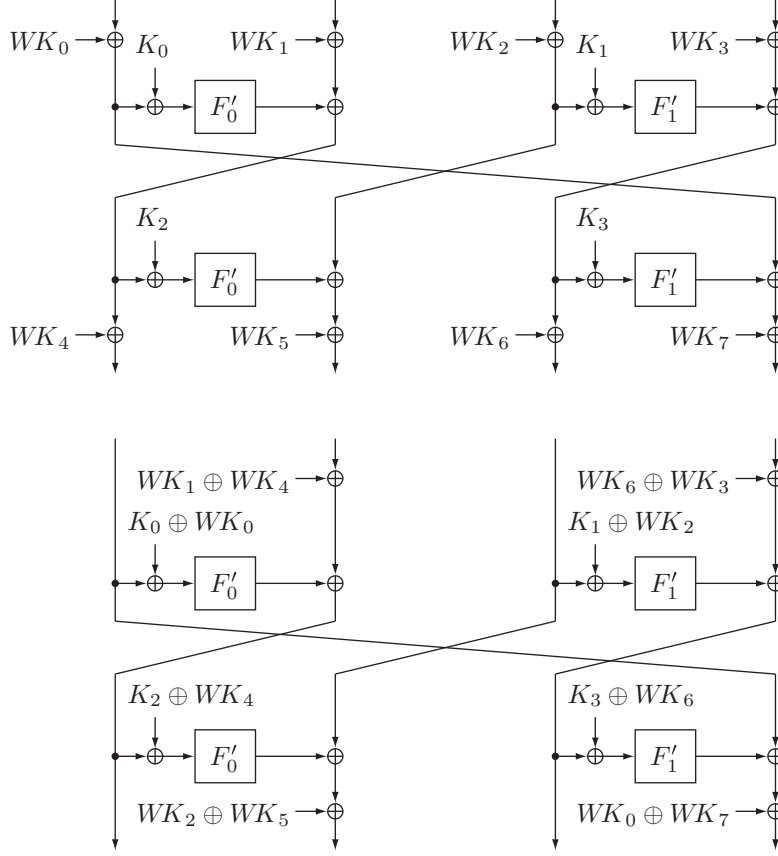 WK₀ K₀ WK₁ WK₂ K₁ WK₃
F′₀ F′₁
K₂ K₃
F′₀ F′₁
WK₄ WK₅ WK₆ WK₇
WK₁ ⊕ WK₄ WK₆ ⊕ WK₃
K₀ ⊕ WK₀ K₁ ⊕ WK₂
F′₀ F′₁
K₂ ⊕ WK₄ K₃ ⊕ WK₆
F′₀ F′₁
WK₂ ⊕ WK₅ WK₀ ⊕ WK₇